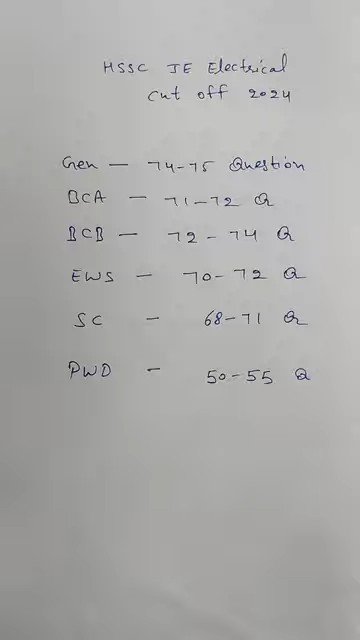 HSSC JE Electrical
Cut off 2024
Gen - 74-75 Question
BCA - 71-72 Q
BCB - 72-74 Q
EWS - 70-72 Q
SC - 68-71 Q
PWD - 50-55 Q